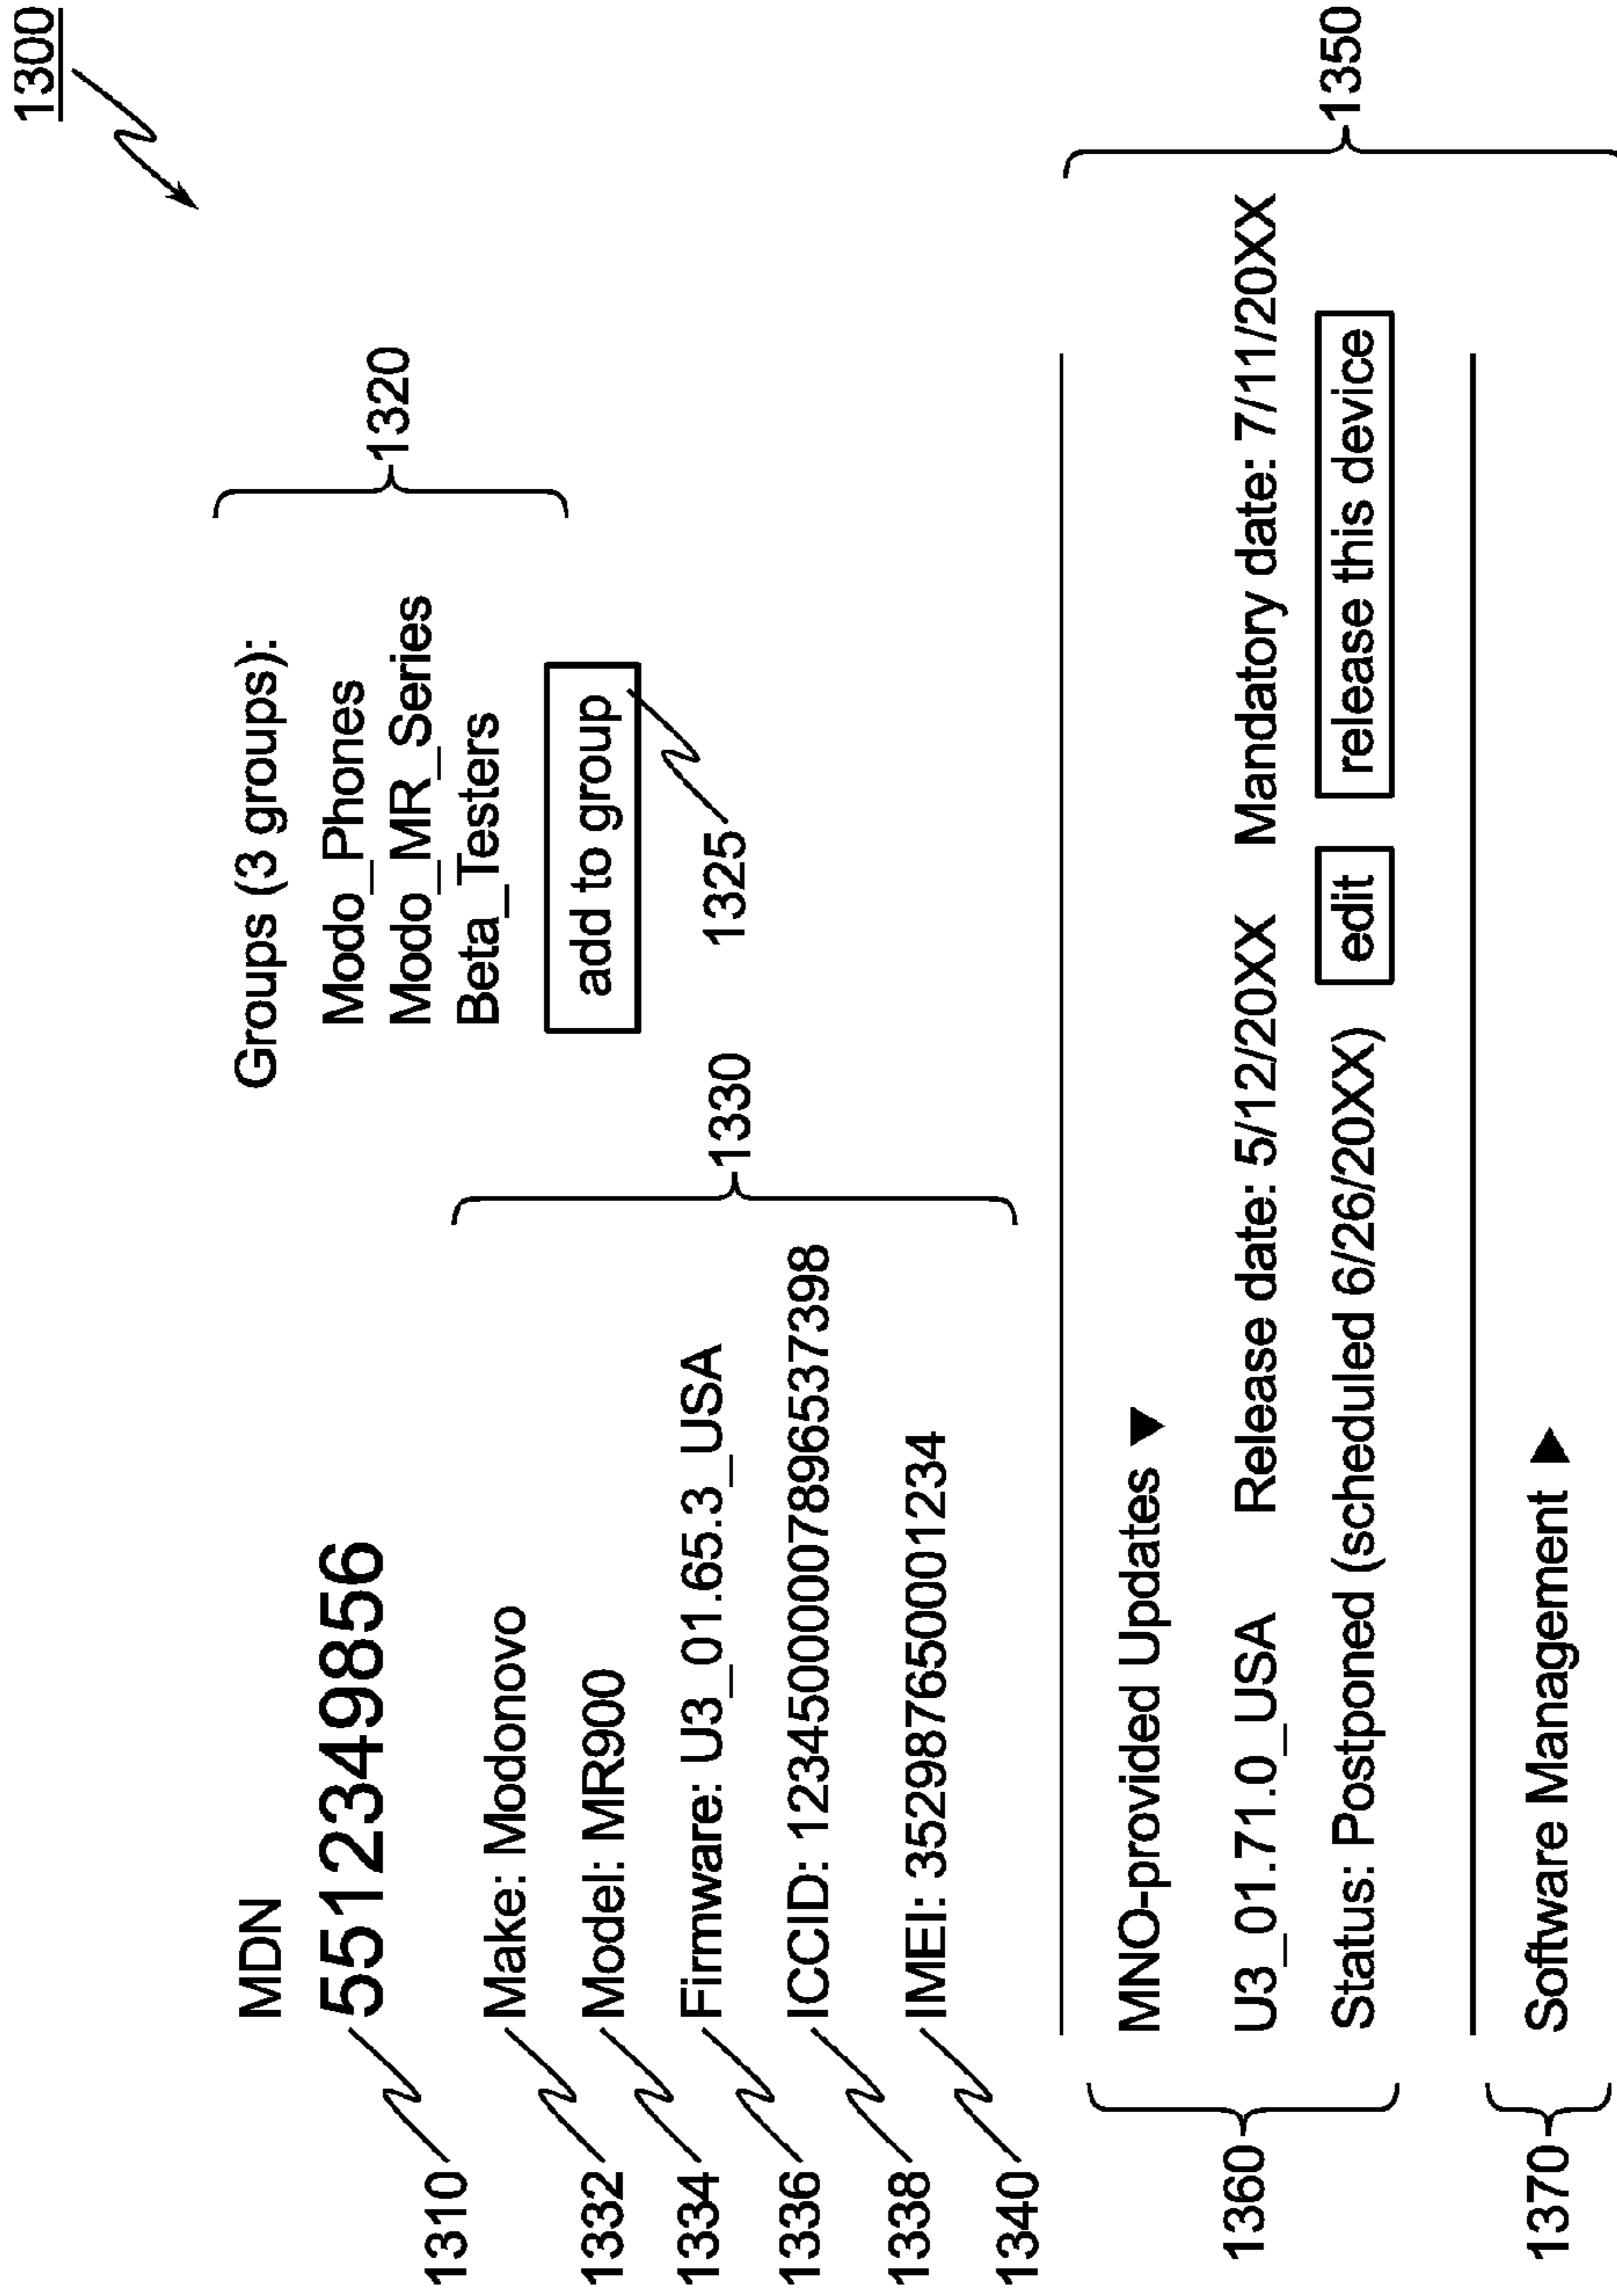 1300
MDN
1310 5512349856
Groups (3 groups):
Modo_Phones
Modo_MR_Series
Beta_Testers
1320
add to group
1325
1332 Make: Modonovo
1334 Model: MR900
1336 Firmware: U3_01.65.3_USA
1338 ICCID: 12345000007896537398
1340 IMEI: 352987650001234
1330
MNO-provided Updates ▼
1360 U3_01.71.0_USA Release date: 5/12/20XX Mandatory date: 7/11/20XX
Status: Postponed (scheduled 6/26/20XX) edit release this device
1350
1370 Software Management ▶